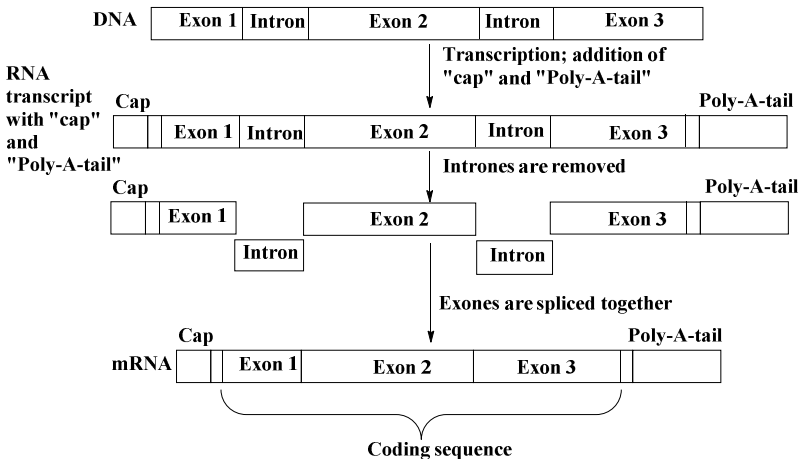 DNA
Exon 1 Intron Exon 2 Intron Exon 3
Transcription; addition of
"cap" and "Poly-A-tail"
RNA
transcript
with "cap"
and
"Poly-A-tail"
Cap
Poly-A-tail
Exon 1 Intron Exon 2 Intron Exon 3
Intrones are removed
Cap
Poly-A-tail
Exon 1 Exon 2 Exon 3
Intron Intron
Exones are spliced together
Cap
Poly-A-tail
mRNA
Exon 1 Exon 2 Exon 3
Coding sequence